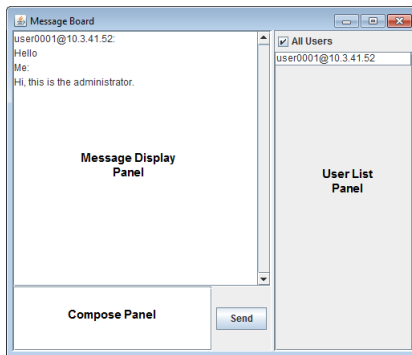 Message Board
user0001@10.3.41.52:
Hello
Me:
Hi, this is the administrator.
Message Display
Panel
All Users
user0001@10.3.41.52
User List
Panel
Compose Panel
Send